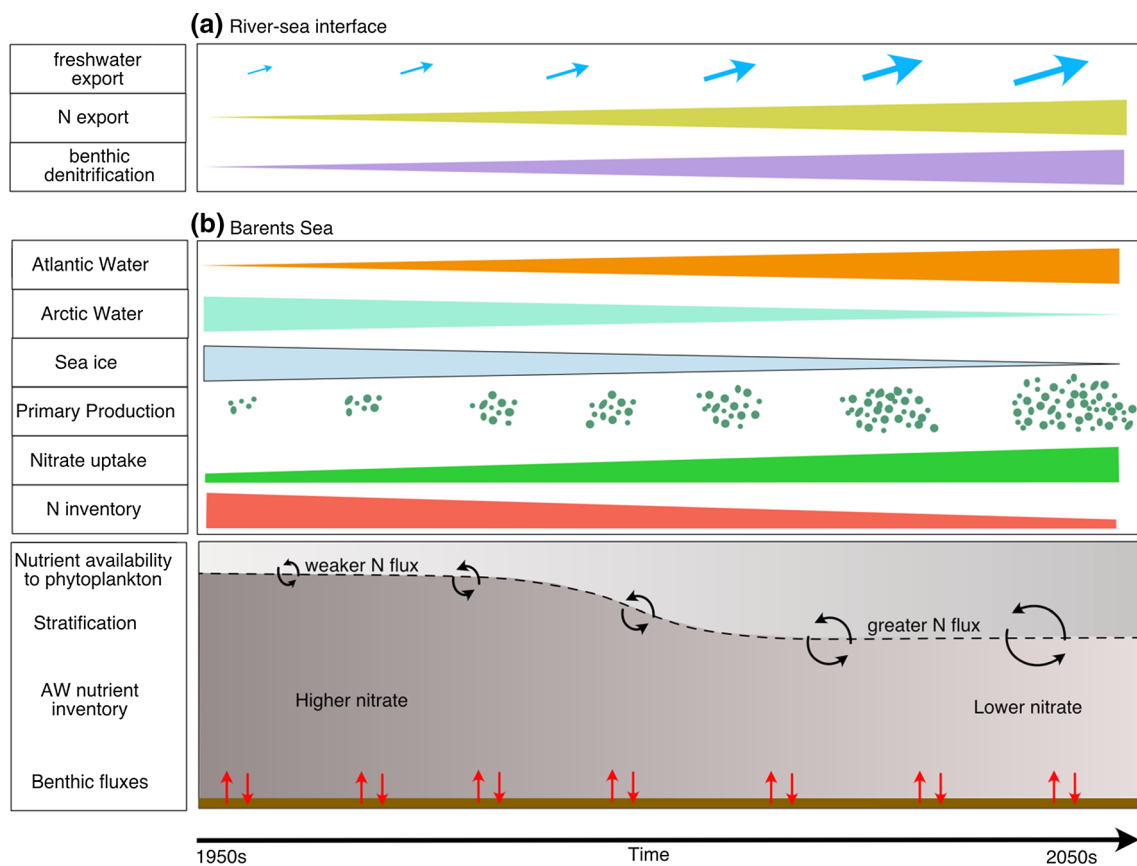 (a) River-sea interface
freshwater
export
N export
benthic
denitrification
(b) Barents Sea
Atlantic Water
Arctic Water
Sea ice
Primary Production
Nitrate uptake
N inventory
Nutrient availability
to phytoplankton
weaker N flux
Stratification
greater N flux
AW nutrient
inventory
Higher nitrate
Lower nitrate
Benthic fluxes
1950s
Time
2050s